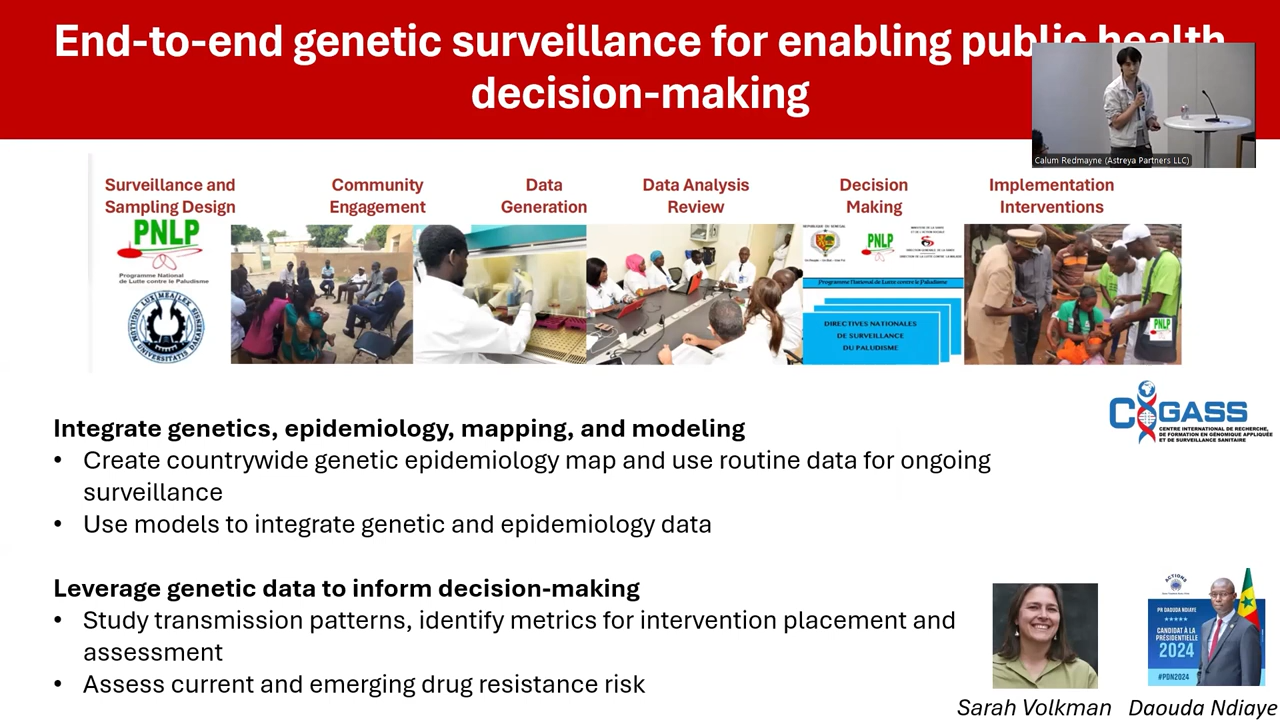 End-to-end genetic surveillance for enabling public health
decision-making
Calum Redmayne (Astreya Partners LLC)
Surveillance and
Sampling Design
Community
Engagement
Data
Generation
Data Analysis
Review
Decision
Making
Implementation
Interventions
PNLP
Programme National
de Lutte contre le Paludisme
PNLP
Programme National de Lutte contre le Paludisme
DIRECTIVES NATIONALES
DE SURVEILLANCE
DU PALUDISME
PNLP
CIGASS
CENTRE INTERNATIONAL DE RECHERCHE,
DE FORMATION EN GÉNOMIQUE APPLIQUÉE
ET DE SURVEILLANCE SANITAIRE
Integrate genetics, epidemiology, mapping, and modeling
• Create countrywide genetic epidemiology map and use routine data for ongoing
surveillance
• Use models to integrate genetic and epidemiology data
Leverage genetic data to inform decision-making
• Study transmission patterns, identify metrics for intervention placement and
assessment
• Assess current and emerging drug resistance risk
ACTIONS
PR DAOUDA NDIAYE
CANDIDAT À LA
PRÉSIDENTIELLE
2024
#PDN2024
Sarah Volkman
Daouda Ndiaye